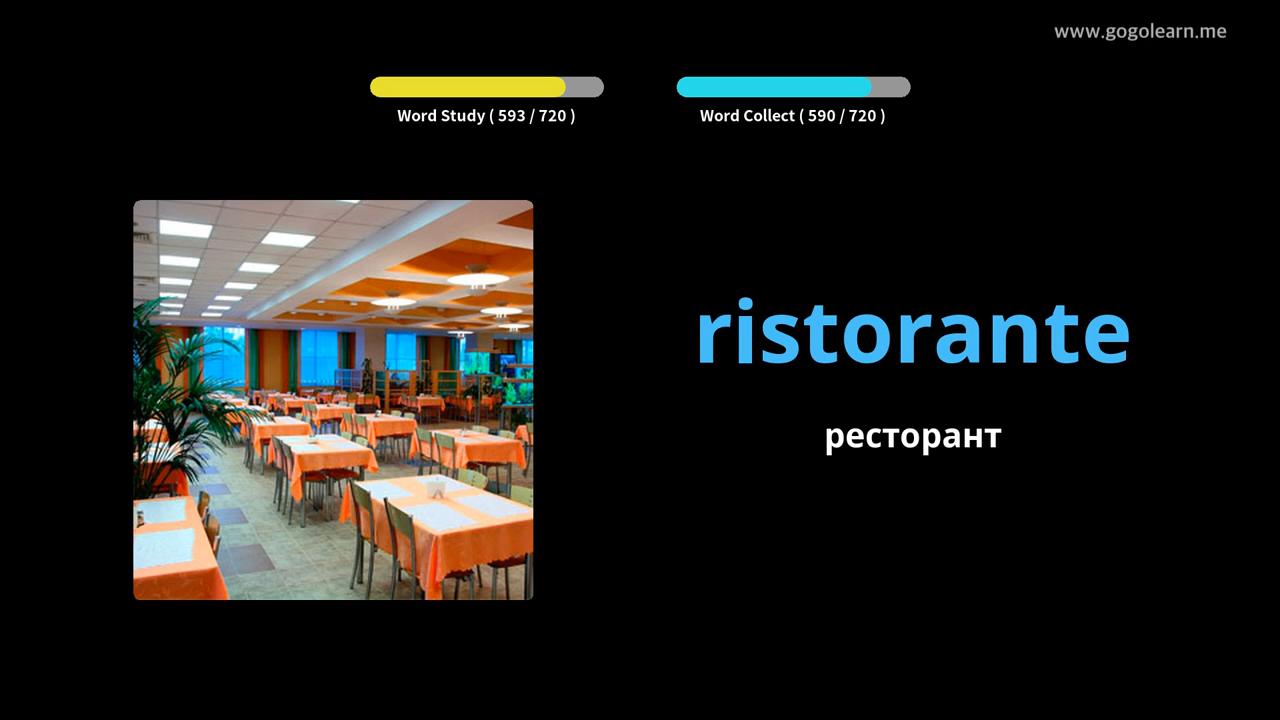 www.gogolearn.me
Word Study ( 593 / 720 )
Word Collect ( 590 / 720 )
ristorante
ресторант